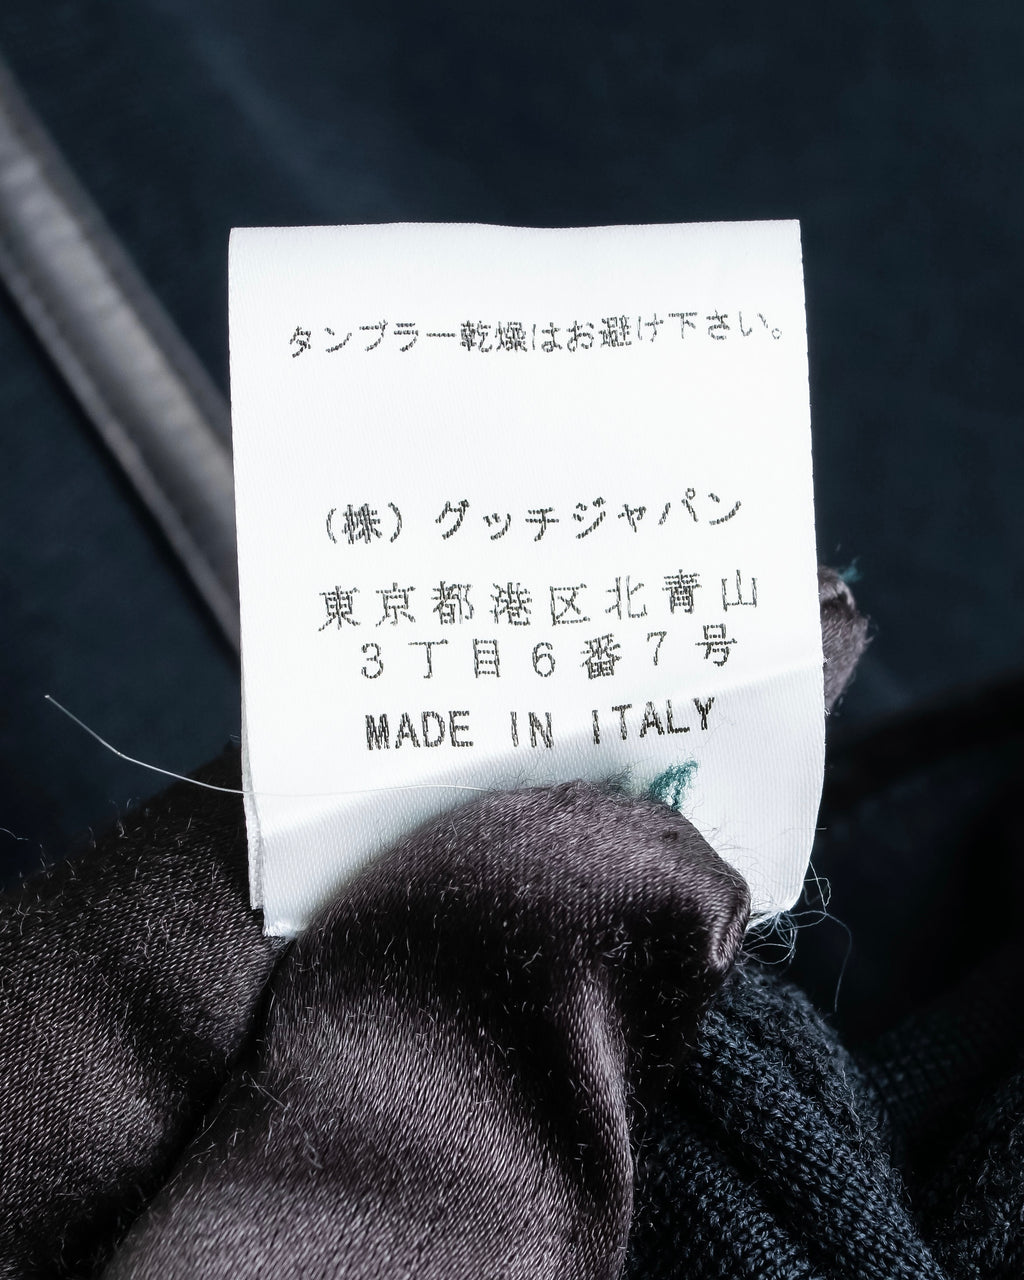 タンブラー乾燥はお避け下さい。
(株)グッチジャパン
東京都港区北青山
3丁目6番7号
MADE IN ITALY